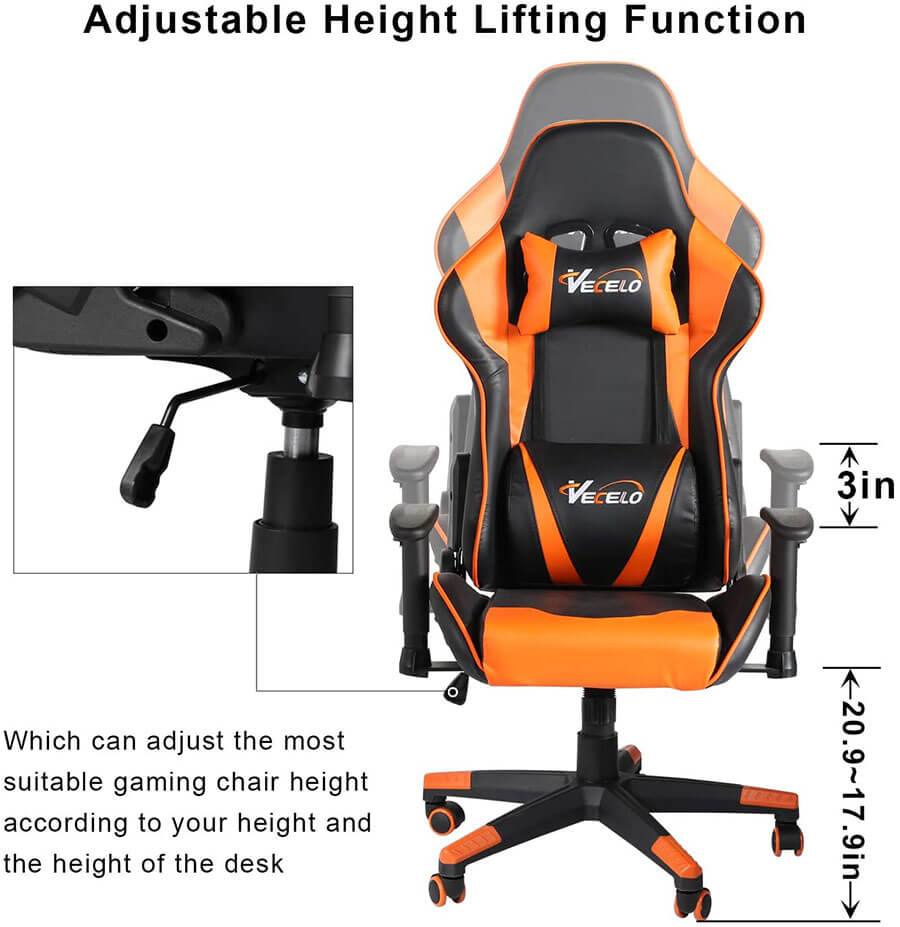 Adjustable Height Lifting Function
VECELO
VECELO
3in
20.9~17.9in
Which can adjust the most
suitable gaming chair height
according to your height and
the height of the desk